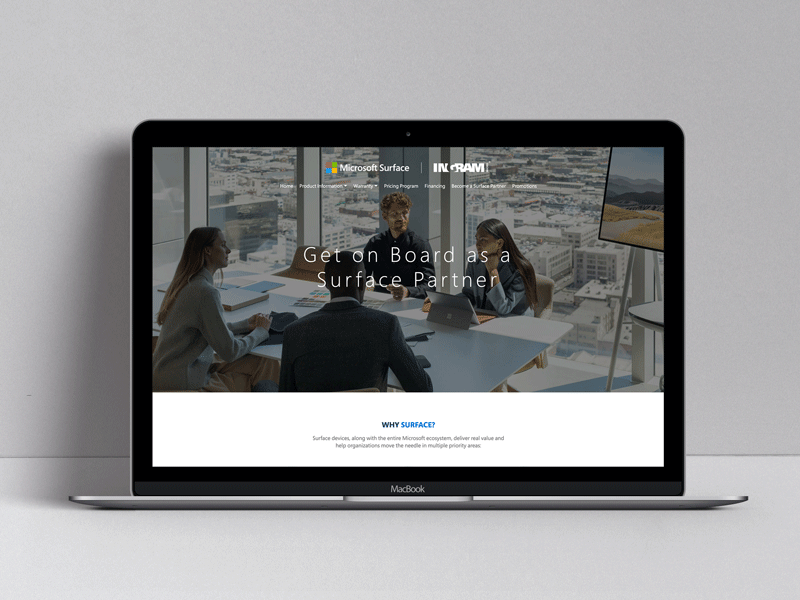 Microsoft Surface | INGRAM
Home Product Information Warranty Pricing Program Financing Become a Surface Partner Promotions
Get on Board as a
Surface Partner
WHY SURFACE?
Surface devices, along with the entire Microsoft ecosystem, deliver real value and
help organizations move the needle in multiple priority areas:
MacBook